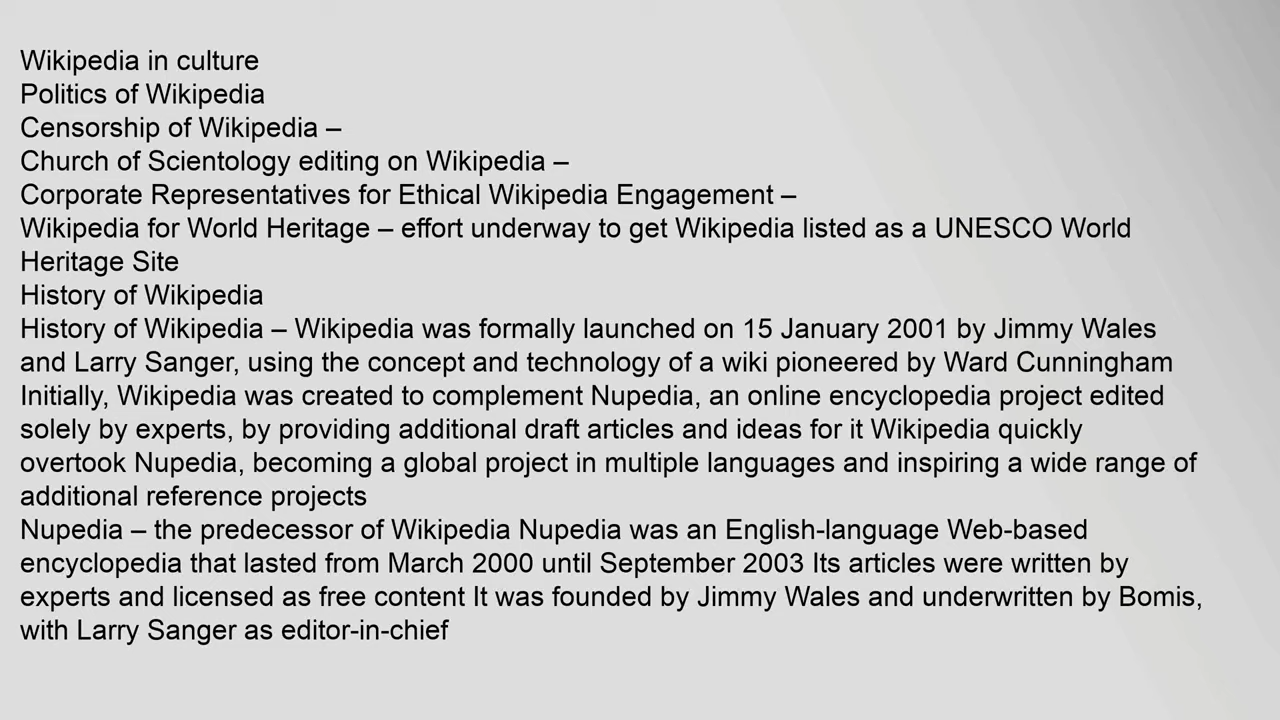 Wikipedia in culture
Politics of Wikipedia
Censorship of Wikipedia –
Church of Scientology editing on Wikipedia –
Corporate Representatives for Ethical Wikipedia Engagement –
Wikipedia for World Heritage – effort underway to get Wikipedia listed as a UNESCO World
Heritage Site
History of Wikipedia
History of Wikipedia – Wikipedia was formally launched on 15 January 2001 by Jimmy Wales
and Larry Sanger, using the concept and technology of a wiki pioneered by Ward Cunningham
Initially, Wikipedia was created to complement Nupedia, an online encyclopedia project edited
solely by experts, by providing additional draft articles and ideas for it Wikipedia quickly
overtook Nupedia, becoming a global project in multiple languages and inspiring a wide range of
additional reference projects
Nupedia – the predecessor of Wikipedia Nupedia was an English-language Web-based
encyclopedia that lasted from March 2000 until September 2003 Its articles were written by
experts and licensed as free content It was founded by Jimmy Wales and underwritten by Bomis,
with Larry Sanger as editor-in-chief